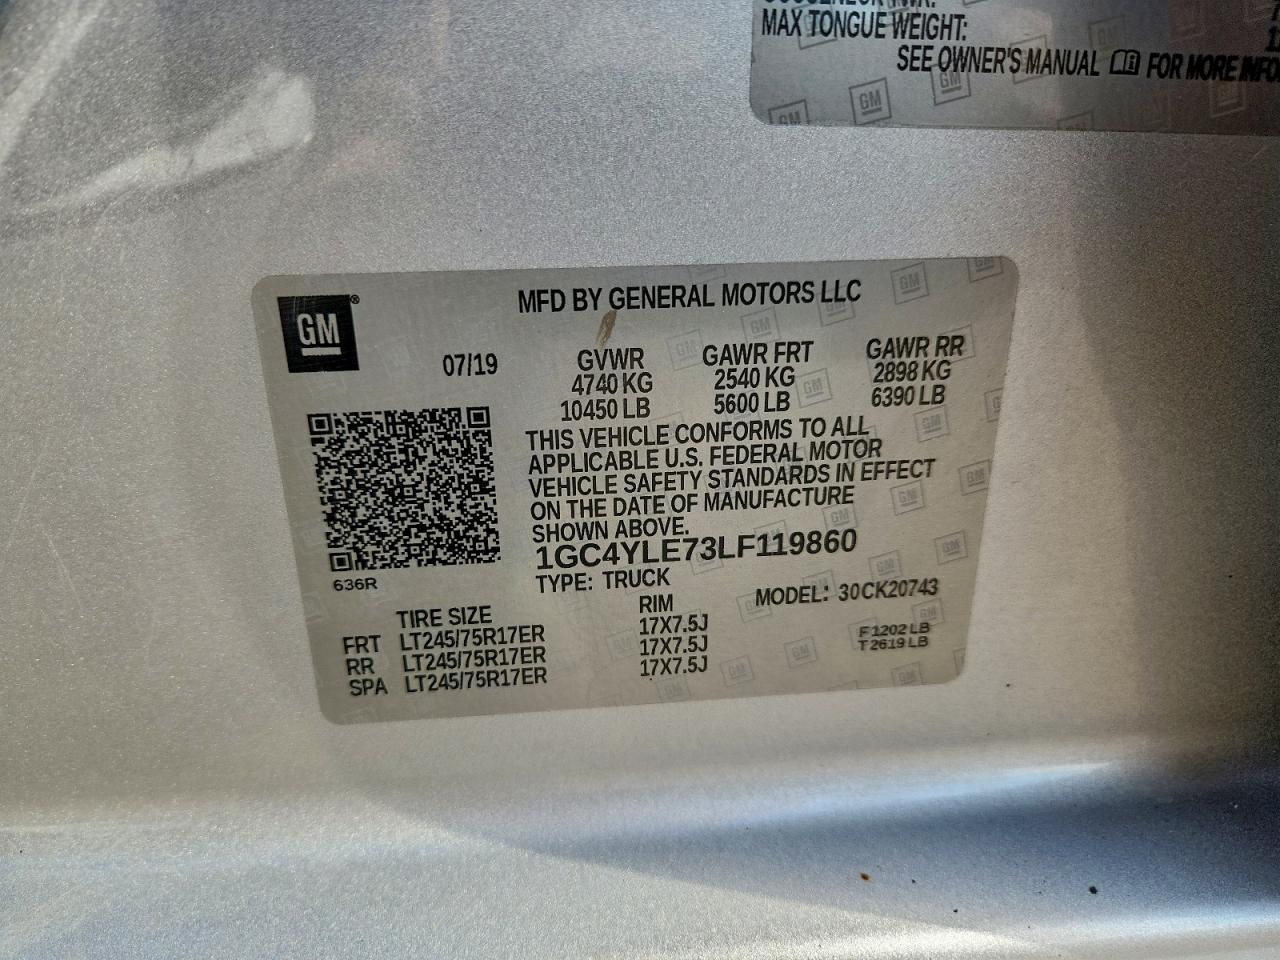 MAX TONGUE WEIGHT:
SEE OWNER'S MANUAL FOR MORE INFO
GM
GM
GM
GM®
MFD BY GENERAL MOTORS LLC
07/19
GVWR GAWR FRT GAWR RR
4740 KG 2540 KG 2898 KG
10450 LB 5600 LB 6390 LB
THIS VEHICLE CONFORMS TO ALL
APPLICABLE U.S. FEDERAL MOTOR
VEHICLE SAFETY STANDARDS IN EFFECT
ON THE DATE OF MANUFACTURE
SHOWN ABOVE.
1GC4YLE73LF119860
636R
TYPE: TRUCK
MODEL: 30CK20743
TIRE SIZE RIM
FRT LT245/75R17ER 17X7.5J
RR LT245/75R17ER 17X7.5J
SPA LT245/75R17ER 17X7.5J
F1202 LB
T2619 LB